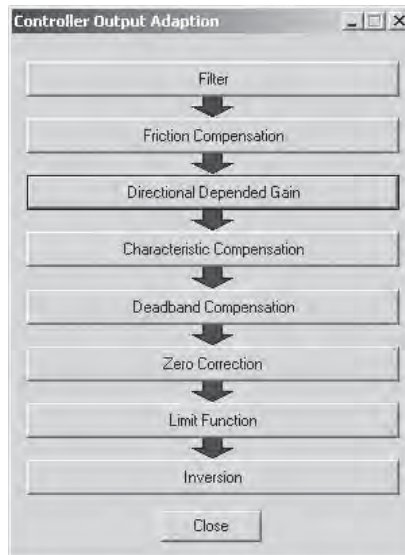 Controller Output Adaption
Filter
Friction Compensation
Directional Depended Gain
Characteristic Compensation
Deadband Compensation
Zero Correction
Limit Function
Inversion
Close